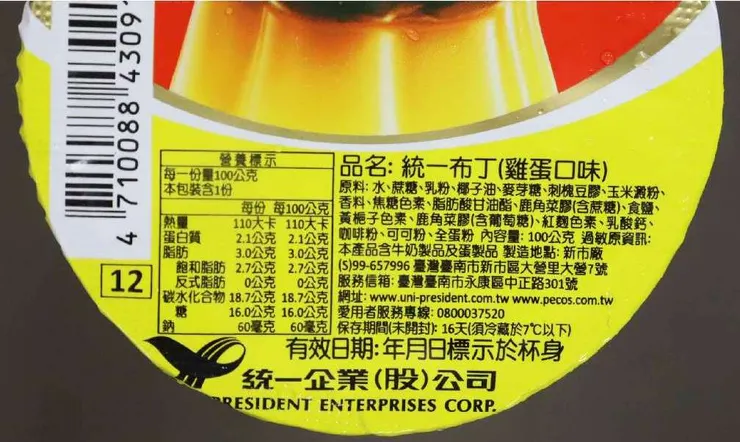 4 710088 4309
12
營養標示
每一份量100公克
本包裝含1份
每份 每100公克
熱量 110大卡 110大卡
蛋白質 2.1公克 2.1公克
脂肪 3.0公克 3.0公克
飽和脂肪 2.7公克 2.7公克
反式脂肪 0公克 0公克
碳水化合物 18.7公克 18.7公克
糖 16.0公克 16.0公克
鈉 60毫克 60毫克
品名: 統一布丁(雞蛋口味)
原料: 水、蔗糖、乳粉、椰子油、麥芽糖、刺槐豆膠、玉米澱粉、
香料、焦糖色素、脂肪酸甘油酯、鹿角菜膠(含蔗糖)、食鹽、
黃梔子色素、鹿角菜膠(含葡萄糖)、紅麴色素、乳酸鈣、
咖啡粉、可可粉、全蛋粉 內容量: 100公克 過敏原資訊:
本產品含牛奶製品及蛋製品 製造地點: 新市廠
(S)99-657996 臺灣臺南市新市區大營里大營7號
服務信箱: 臺灣臺南市永康區中正路301號
網址: www.uni-president.com.tw www.pecos.com.tw
愛用者服務專線: 0800037520
保存期間(未開封): 16天(須冷藏於7℃以下)
有效日期: 年月日標示於杯身
統一企業(股)公司
PRESIDENT ENTERPRISES CORP.